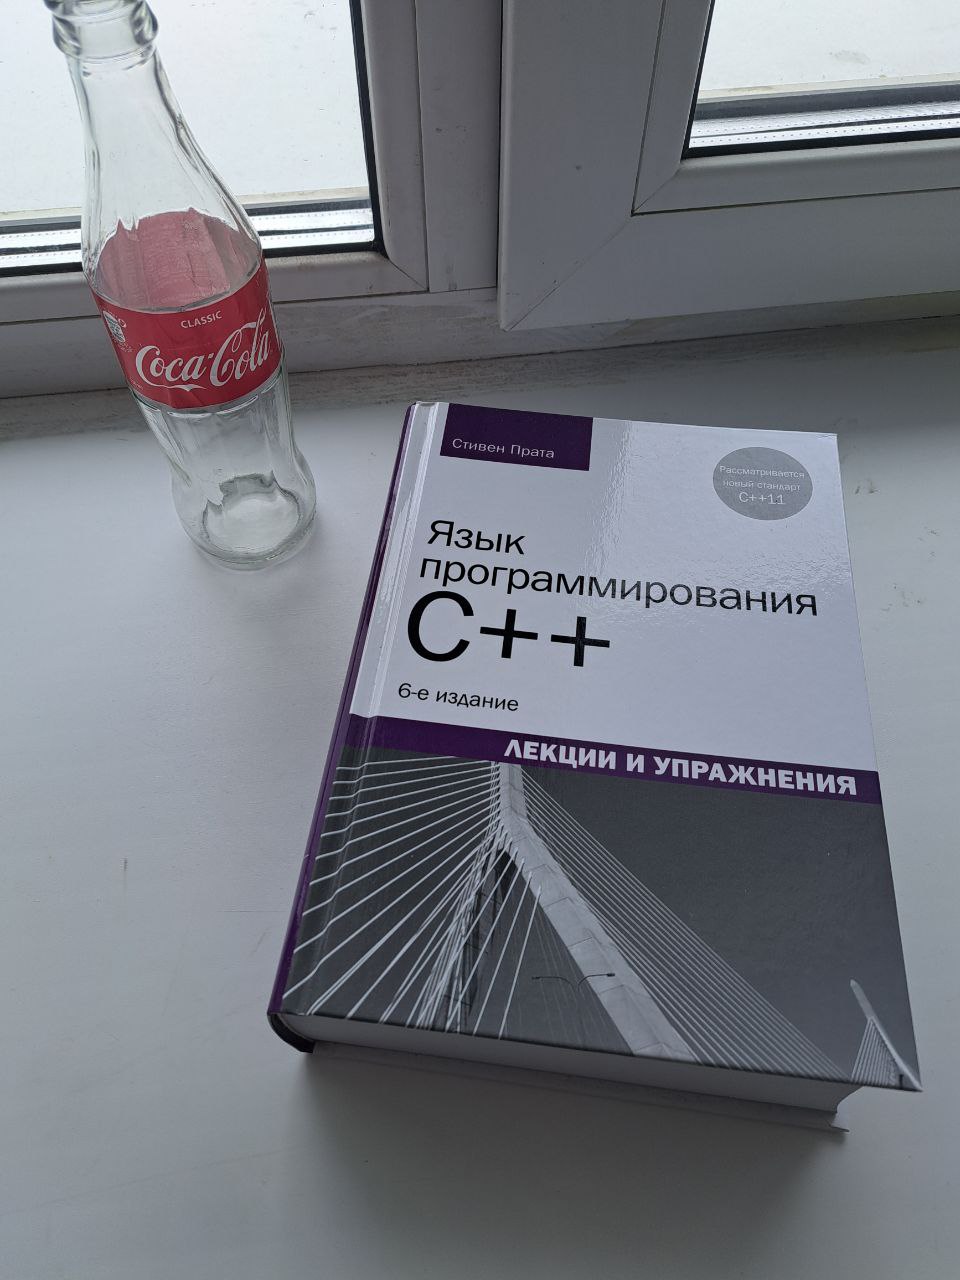 CLASSIC
Coca-Cola
Стивен Прата
Рассматривается
новый стандарт
C++11
Язык
программирования
C++
6-е издание
ЛЕКЦИИ И УПРАЖНЕНИЯ